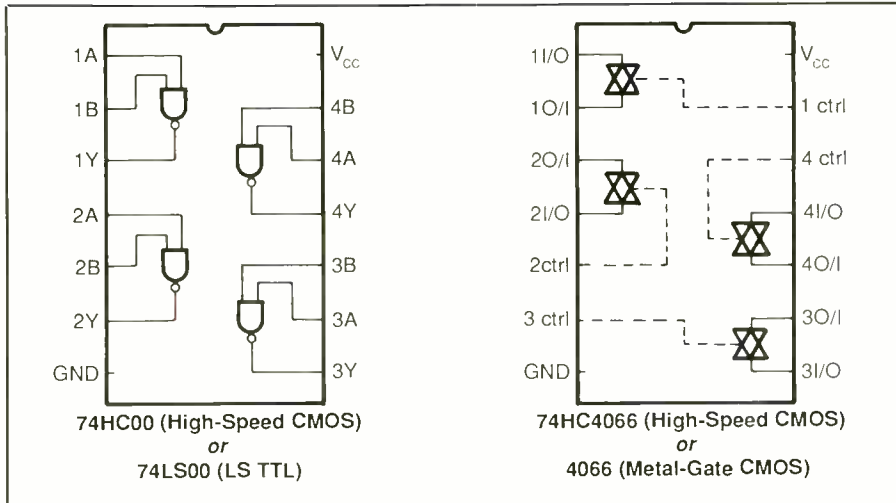 1A
1B
1Y
2A
2B
2Y
GND
VCC
4B
4A
4Y
3B
3A
3Y
74HC00 (High-Speed CMOS)
or
74LS00 (LS TTL)
1I/O
1O/I
2O/I
2I/O
2ctrl
3 ctrl
GND
VCC
1 ctrl
4 ctrl
4I/O
4O/I
3O/I
3I/O
74HC4066 (High-Speed CMOS)
or
4066 (Metal-Gate CMOS)